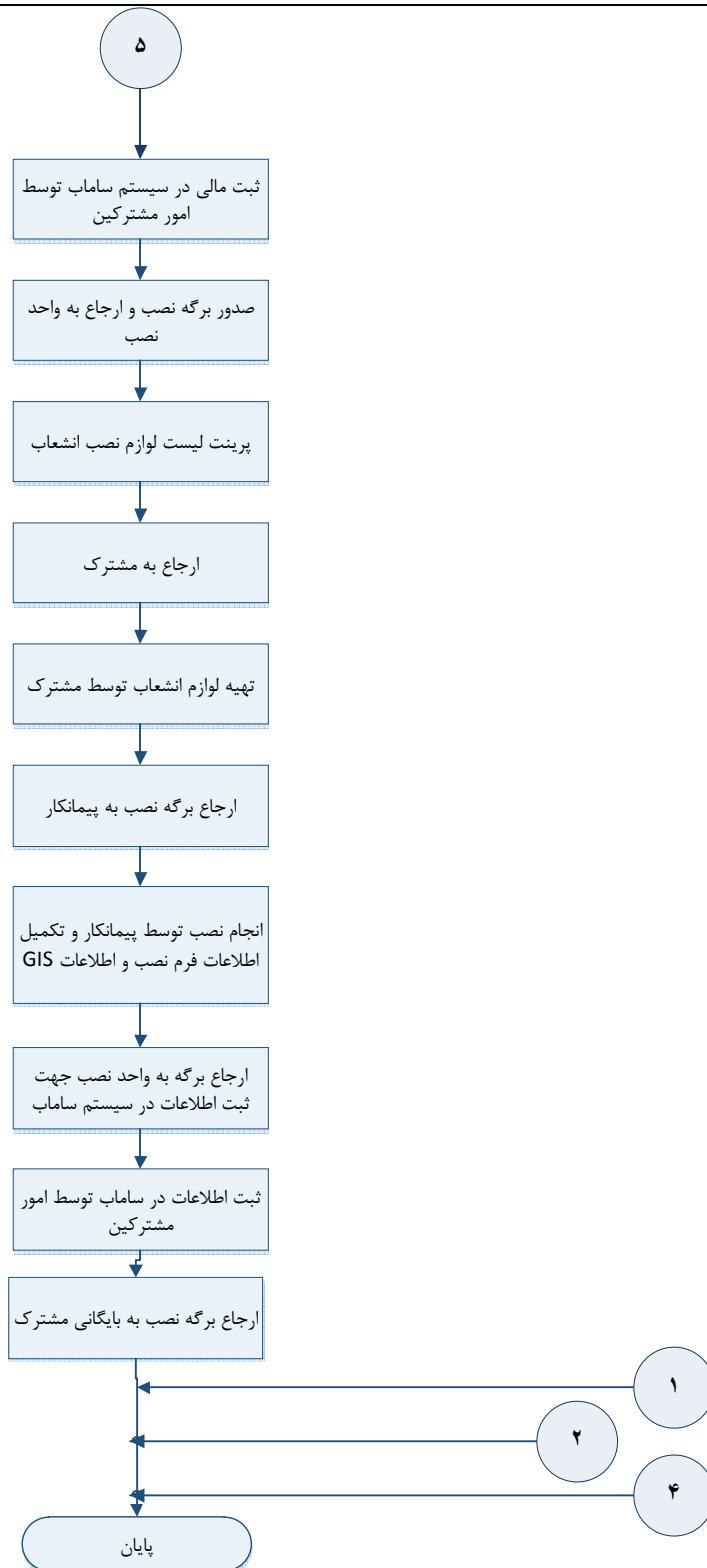 ۵
ثبت مالی در سیستم ساماب توسط
امور مشترکین
صدور برگه نصب و ارجاع به واحد
نصب
پرینت لیست لوازم نصب انشعاب
ارجاع به مشترک
تهیه لوازم انشعاب توسط مشترک
ارجاع برگه نصب به پیمانکار
انجام نصب توسط پیمانکار و تکمیل
اطلاعات فرم نصب و اطلاعات GIS
ارجاع برگه به واحد نصب جهت
ثبت اطلاعات در سیستم ساماب
ثبت اطلاعات در ساماب توسط امور
مشترکین
ارجاع برگه نصب به بایگانی مشترک
۱
۲
۴
پایان